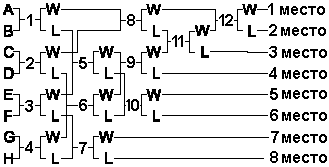 A 1 W 8 W 12 W 1 место
B L L W L 2 место
C 2 W 5 W 9 W 11 L 3 место
D L L L 4 место
E 3 W 6 W 10 W 5 место
F L L L 6 место
G 4 W 7 W 7 место
H L L 8 место